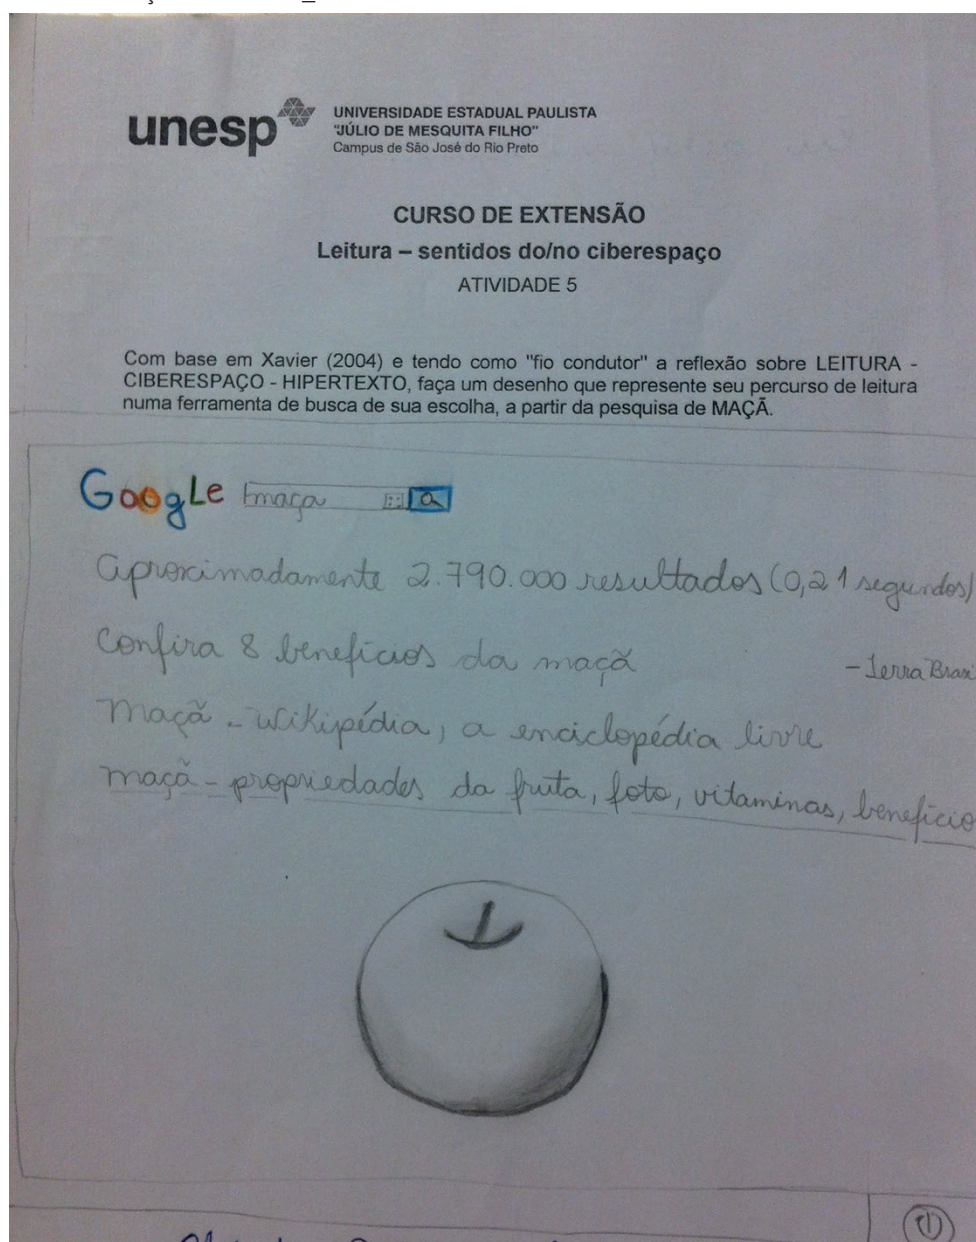 unesp
UNIVERSIDADE ESTADUAL PAULISTA
"JÚLIO DE MESQUITA FILHO"
Campus de São José do Rio Preto
CURSO DE EXTENSÃO
Leitura – sentidos do/no ciberespaço
ATIVIDADE 5
Com base em Xavier (2004) e tendo como "fio condutor" a reflexão sobre LEITURA -
CIBERESPAÇO - HIPERTEXTO, faça um desenho que represente seu percurso de leitura
numa ferramenta de busca de sua escolha, a partir da pesquisa de MAÇÃ.
Google maça
Aproximadamente 2.790.000 resultados (0,21 segundos)
Confira 8 benefícios da maçã - Terra Brasi
Maçã - Wikipédia, a enciclopédia livre
maçã - propriedades da fruta, foto, vitaminas, benefício